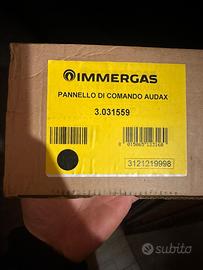 IMMERGAS
PANNELLO DI COMANDO AUDAX
3.031559
3121219998
subito